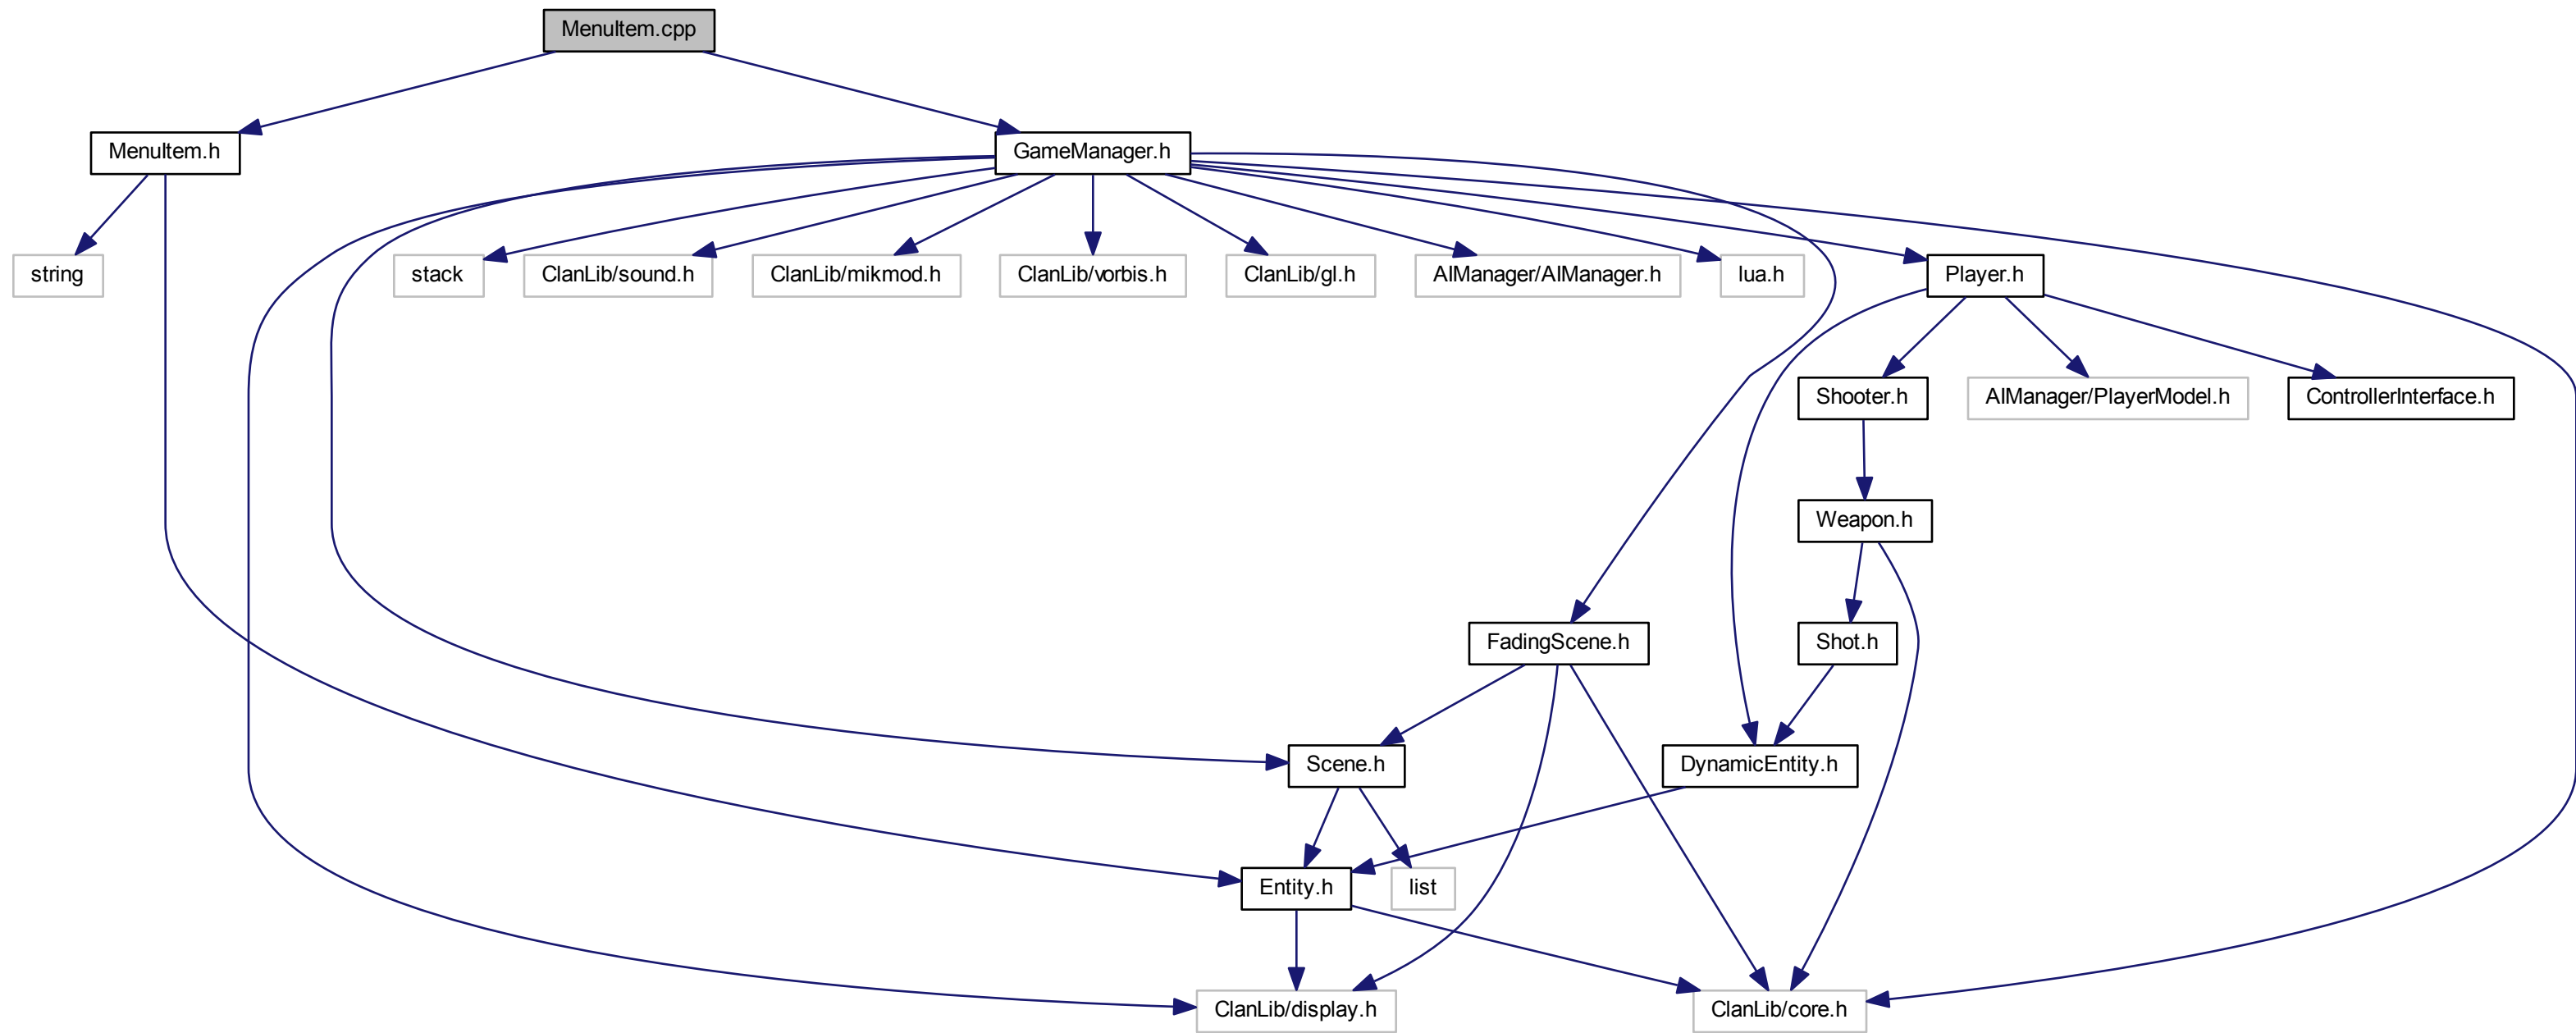 MenuItem.cpp
MenuItem.h
GameManager.h
string
stack
ClanLib/sound.h
ClanLib/mikmod.h
ClanLib/vorbis.h
ClanLib/gl.h
AIManager/AIManager.h
lua.h
Player.h
Shooter.h
AIManager/PlayerModel.h
ControllerInterface.h
Weapon.h
FadingScene.h
Shot.h
Scene.h
DynamicEntity.h
Entity.h
list
ClanLib/display.h
ClanLib/core.h